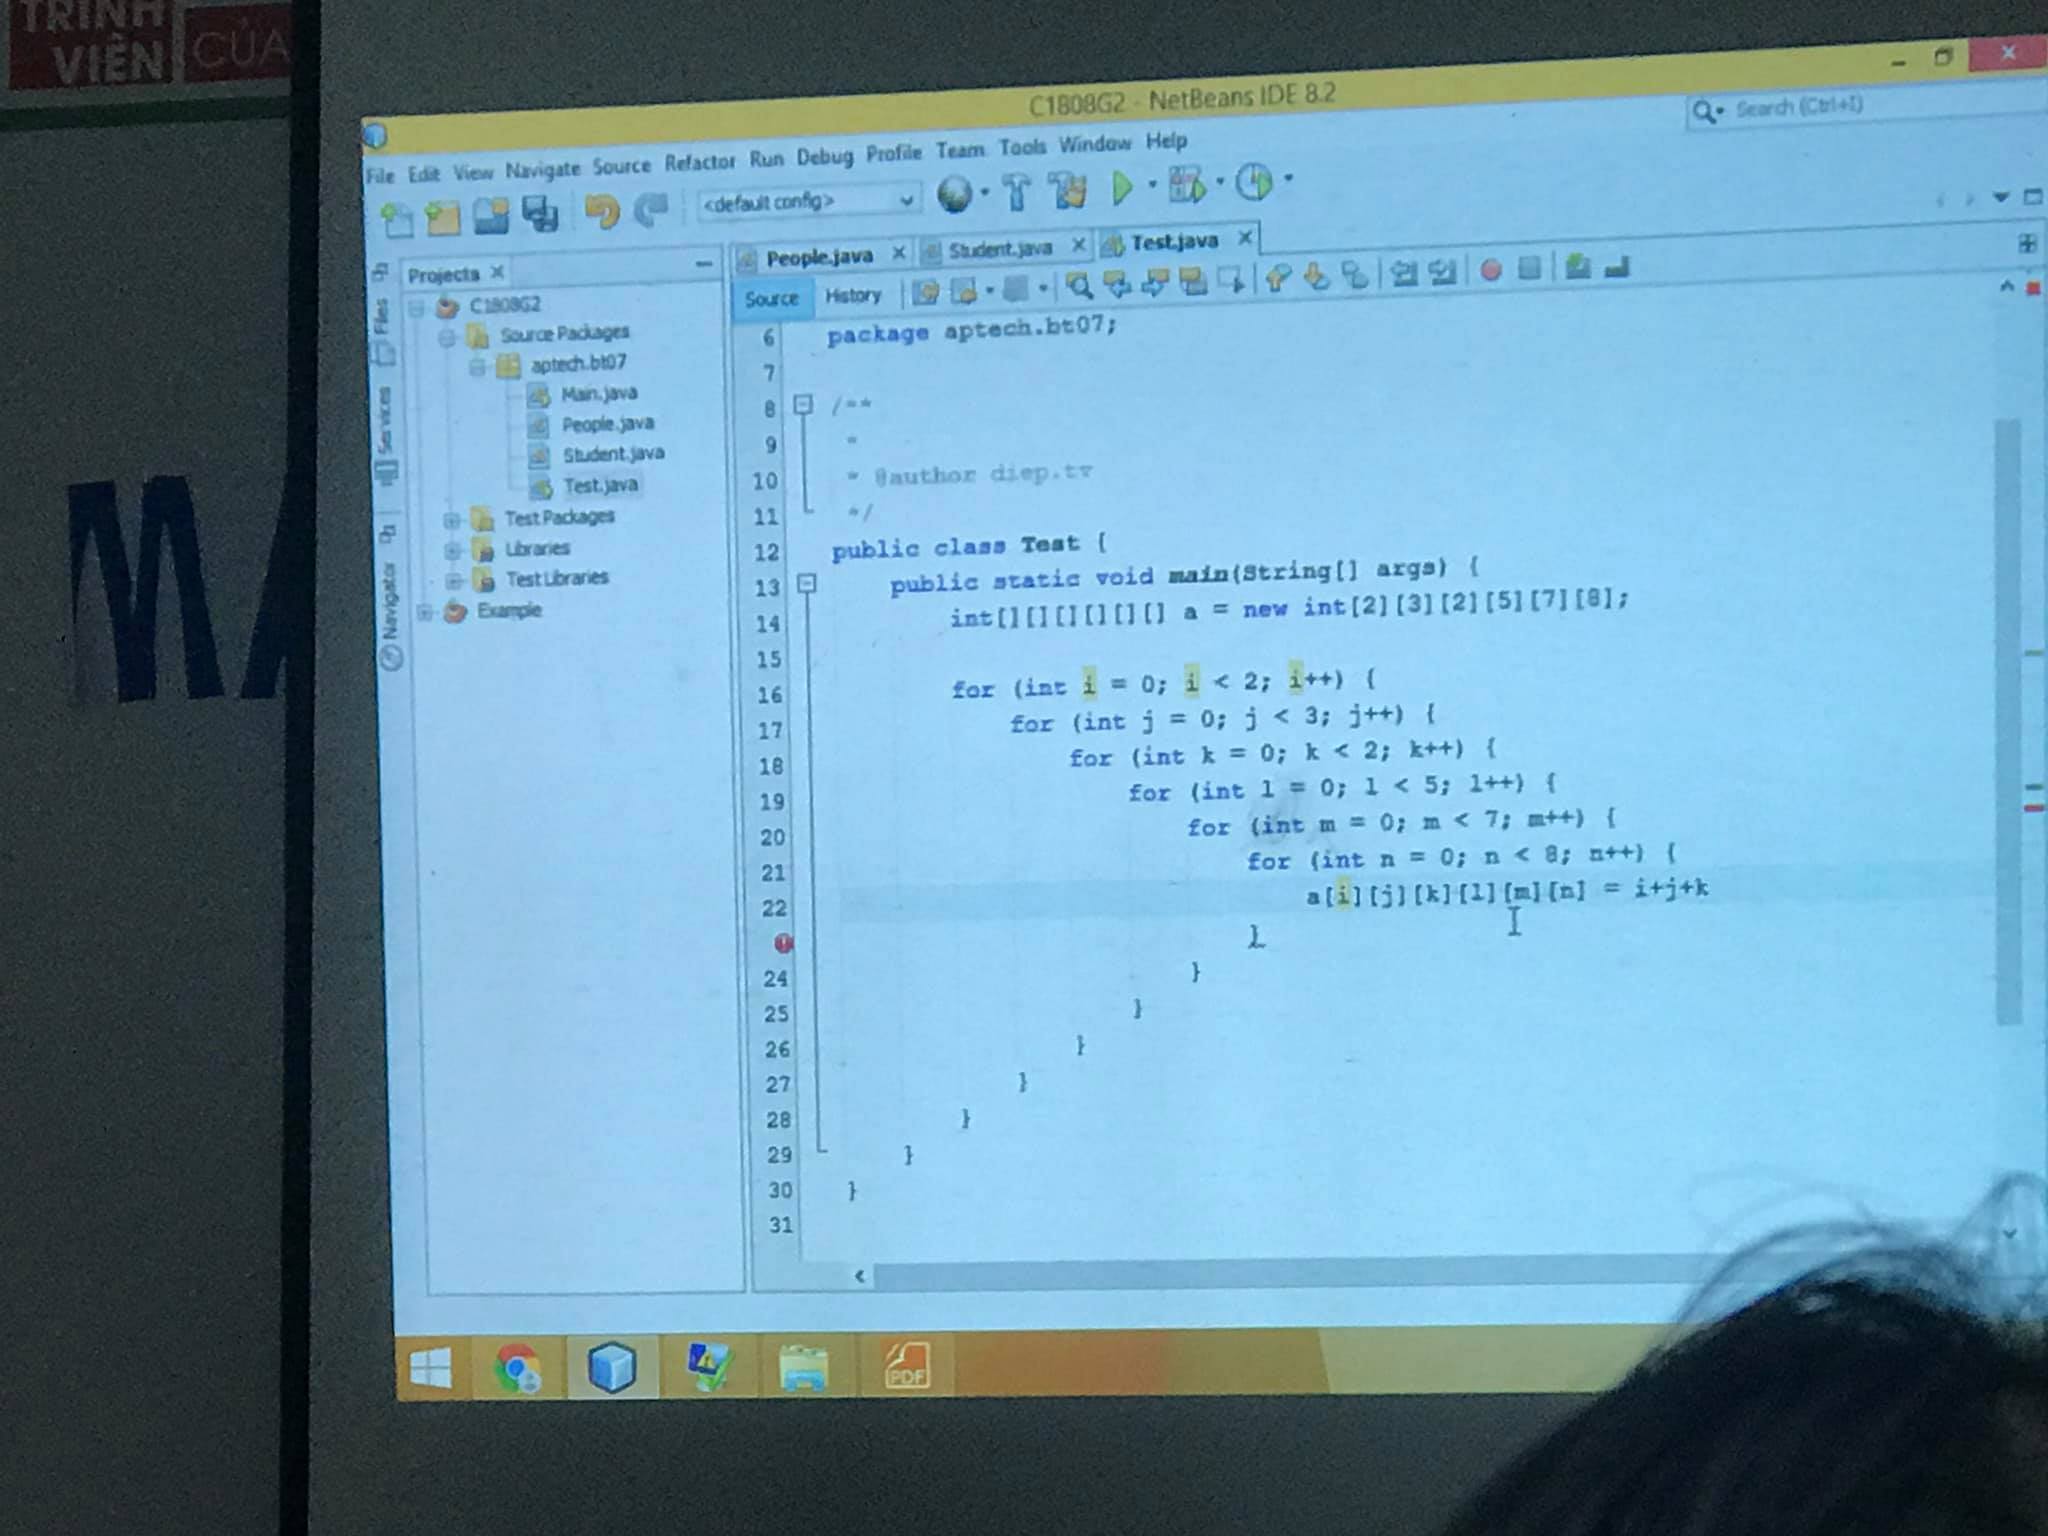 TRÌNH
VIÊN CỦA
MA
C1808G2 - NetBeans IDE 8.2
File Edit View Navigate Source Refactor Run Debug Profile Team Tools Window Help
Search (Ctrl+I)
<default config>
Projects
Files
Services
Navigator
C1808G2
Source Packages
aptech.bt07
Main.java
People.java
Student.java
Test.java
Test Packages
Libraries
Test Libraries
Example
People.java Student.java Test.java
Source History
6 package aptech.bt07;
7
8 /**
9 *
10 * @author diep.tv
11 */
12 public class Test {
13 public static void main(String[] args) {
14 int[][][][][][] a = new int[2][3][2][5][7][8];
15
16 for (int i = 0; i < 2; i++) {
17 for (int j = 0; j < 3; j++) {
18 for (int k = 0; k < 2; k++) {
19 for (int l = 0; l < 5; l++) {
20 for (int m = 0; m < 7; m++) {
21 for (int n = 0; n < 8; n++) {
22 a[i][j][k][l][m][n] = i+j+k
}
24 }
25 }
26 }
27 }
28 }
29 }
30 }
31
PDF